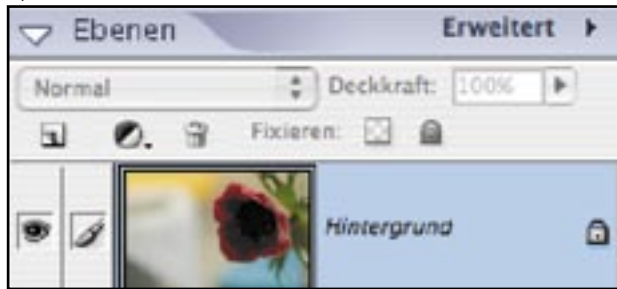 Ebenen Erweitert
Normal Deckkraft: 100%
Fixieren:
Hintergrund